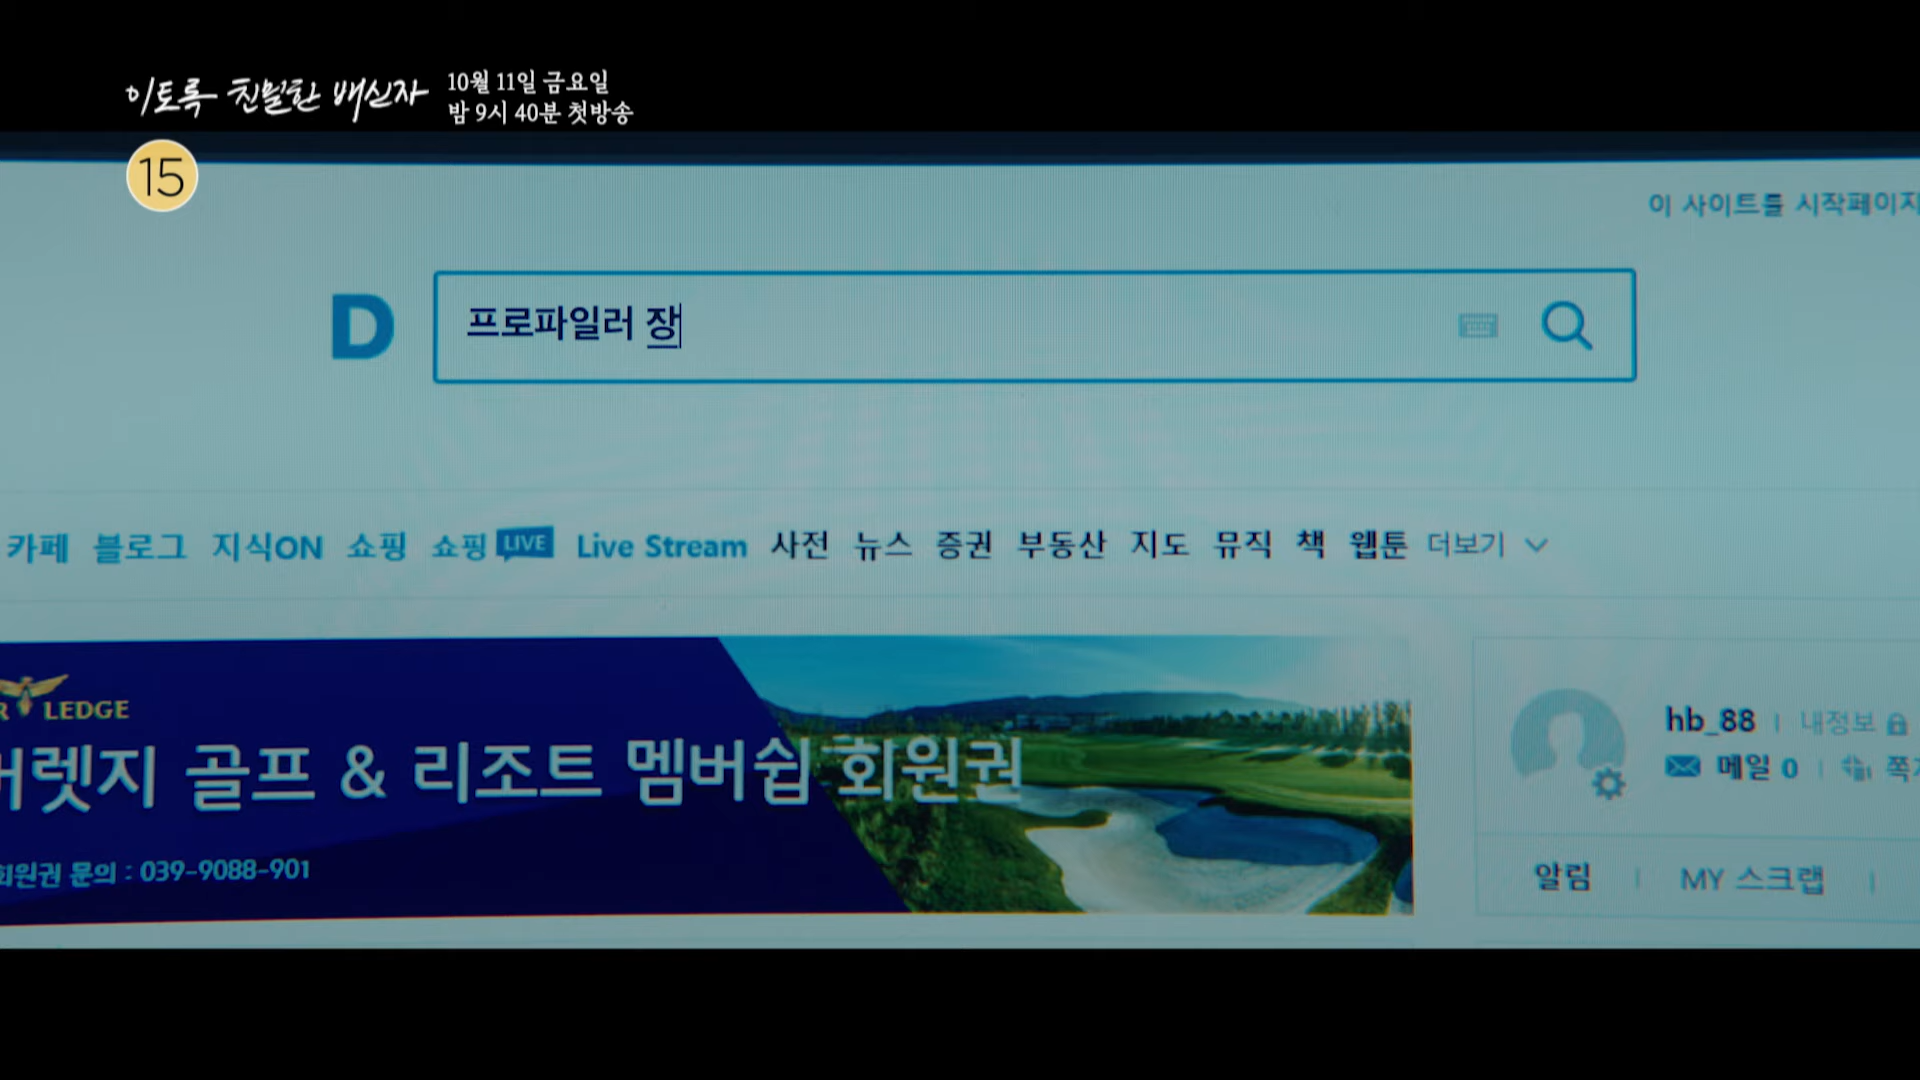 이토록 친밀한 배신자
10월 11일 금요일
밤 9시 40분 첫방송
15
이 사이트를 시작페이지
D
프로파일러 장
카페 블로그 지식ON 쇼핑 쇼핑 LIVE Live Stream 사전 뉴스 증권 부동산 지도 뮤직 책 웹툰 더보기
LEDGE
골프 & 리조트 멤버쉽 회원권
회원권 문의 : 039-9088-901
hb_88 내정보
메일 0
알림 MY 스크랩